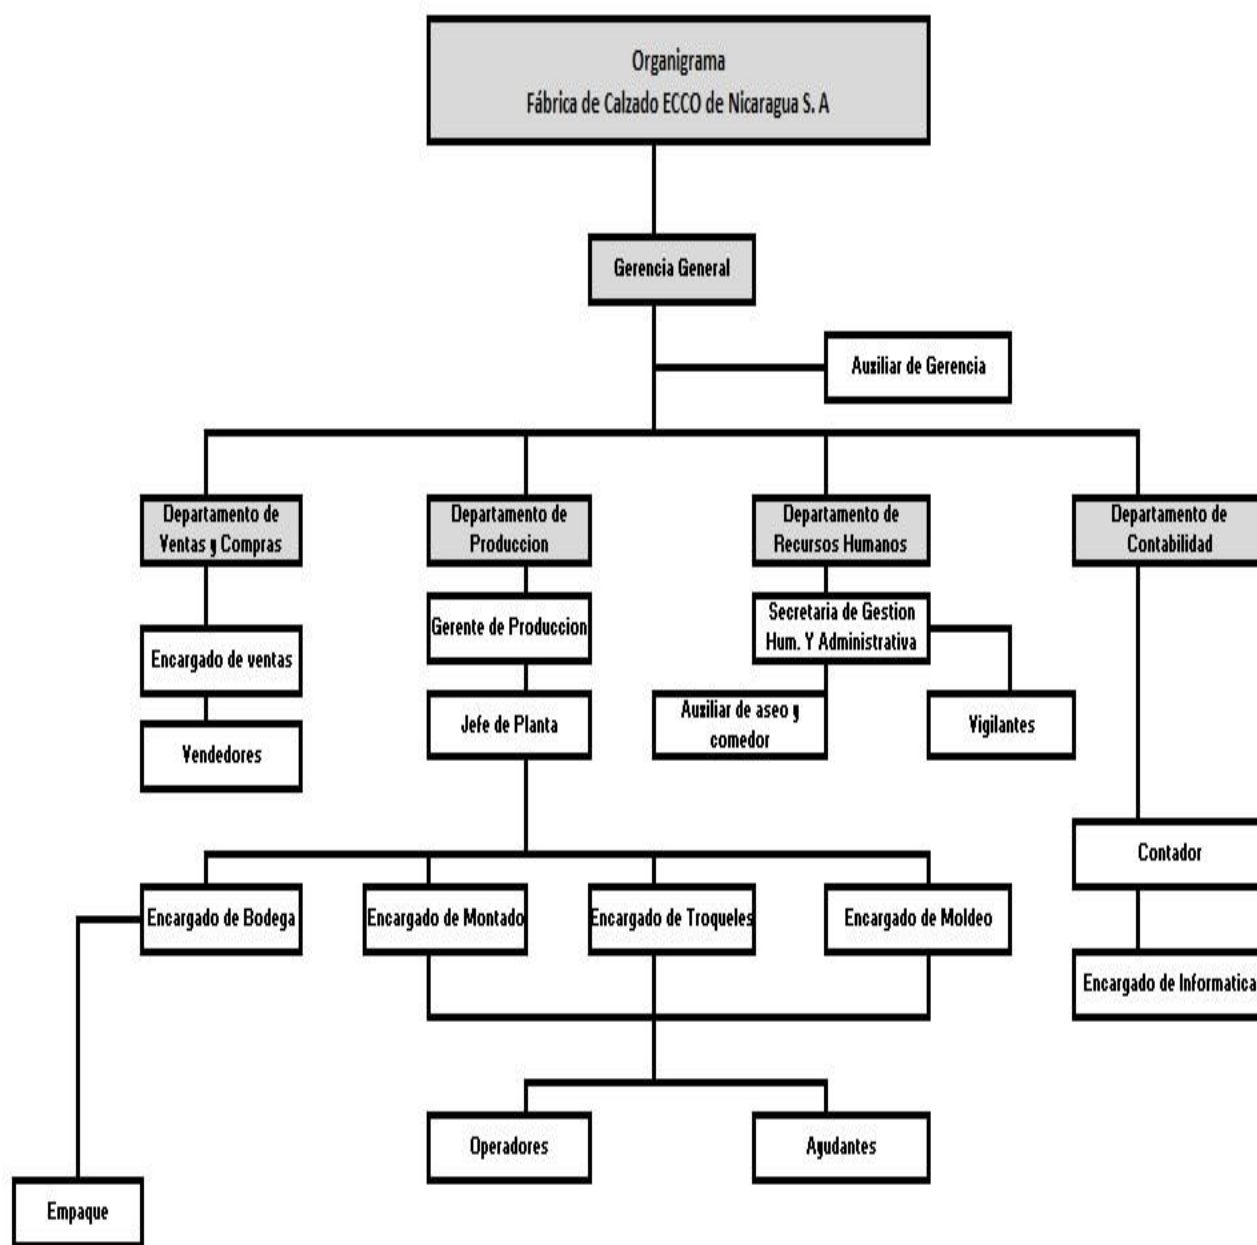 Organigrama
Fábrica de Calzado ECCO de Nicaragua S. A
Gerencia General
Auxiliar de Gerencia
Departamento de
Ventas y Compras
Departamento de
Produccion
Departamento de
Recursos Humanos
Departamento de
Contabilidad
Encargado de ventas
Gerente de Produccion
Secretaria de Gestion
Hum. Y Administrativa
Vendedores
Jefe de Planta
Auxiliar de aseo y
comedor
Vigilantes
Contador
Encargado de Bodega
Encargado de Montado
Encargado de Troqueles
Encargado de Moldeo
Encargado de Informatica
Operadores
Ayudantes
Empaque